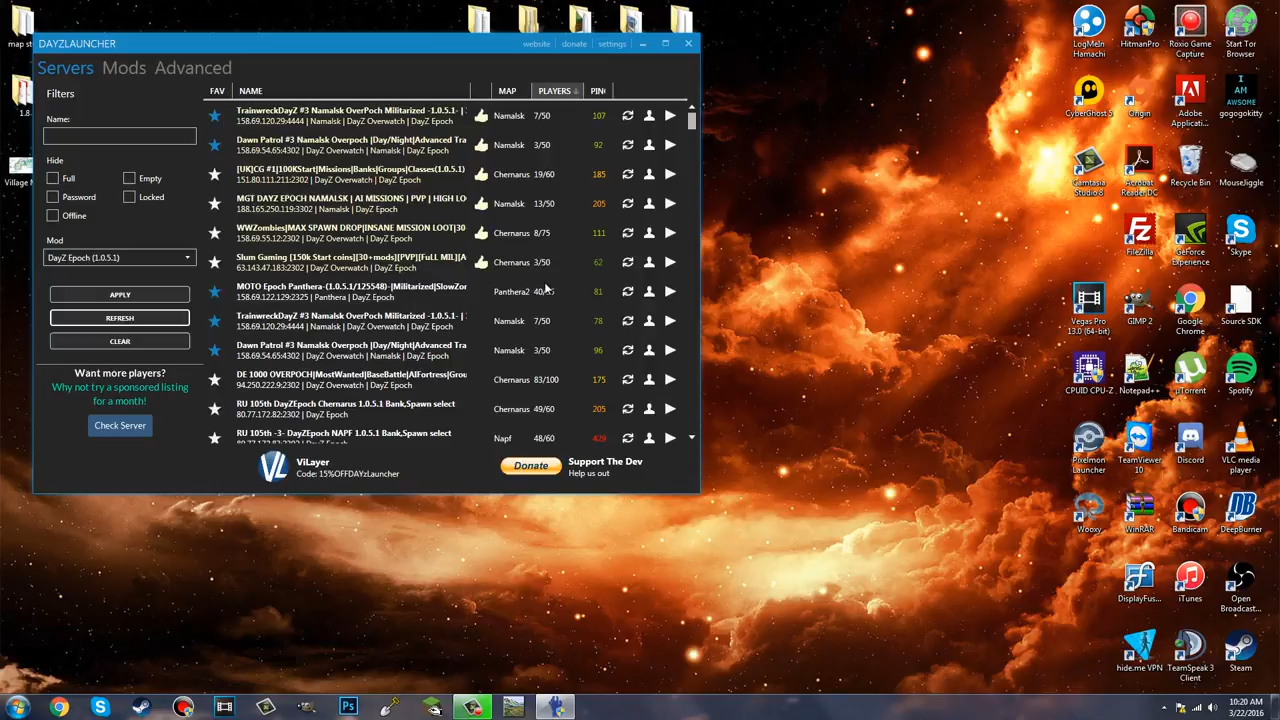 map st
1.8
Village M
DAYZLAUNCHER
website donate settings
Servers Mods Advanced
Filters
Name:
Hide
Full Empty
Password Locked
Offline
Mod
DayZ Epoch (1.0.5.1)
APPLY
REFRESH
CLEAR
Want more players?
Why not try a sponsored listing
for a month!
Check Server
FAV NAME MAP PLAYERS PING
TrainwreckDayZ #3 Namalsk OverPoch Militarized -1.0.5.1- |
158.69.120.29:4444 | Namalsk | DayZ Overwatch | DayZ Epoch
Namalsk 7/50 107
Dawn Patrol #3 Namalsk Overpoch |Day/Night|Advanced Tra
158.69.54.65:4302 | DayZ Overwatch | Namalsk | DayZ Epoch
Namalsk 3/50 92
[UK]CG #1|100KStart|Missions|Banks|Groups|Classes(1.0.5.1)
151.80.111.211:2302 | DayZ Overwatch | DayZ Epoch
Chernarus 19/60 185
MGT DAYZ EPOCH NAMALSK | AI MISSIONS | PVP | HIGH LO
188.165.250.119:3302 | Namalsk | DayZ Epoch
Namalsk 13/50 205
WWZombies|MAX SPAWN DROP|INSANE MISSION LOOT|30
158.69.55.12:2302 | DayZ Overwatch | DayZ Epoch
Chernarus 8/75 111
Slum Gaming [150k Start coins][30+mods][PVP][FuLL MIL][A
63.143.47.183:2302 | DayZ Overwatch | DayZ Epoch
Chernarus 3/50 62
MOTO Epoch Panthera-(1.0.5.1/125548)-|Militarized|SlowZon
158.69.122.129:2325 | Panthera | DayZ Epoch
Panthera2 81
TrainwreckDayZ #3 Namalsk OverPoch Militarized -1.0.5.1- |
158.69.120.29:4444 | Namalsk | DayZ Overwatch | DayZ Epoch
Namalsk 7/50 78
Dawn Patrol #3 Namalsk Overpoch |Day/Night|Advanced Tra
158.69.54.65:4302 | DayZ Overwatch | Namalsk | DayZ Epoch
Namalsk 3/50 96
DE 1000 OVERPOCH|MostWanted|BaseBattle|AIFortress|Grou
94.250.222.9:2302 | DayZ Overwatch | DayZ Epoch
Chernarus 83/100 175
RU 105th DayZEpoch Chernarus 1.0.5.1 Bank,Spawn select
80.77.172.82:2302 | DayZ Epoch
Chernarus 49/60 205
RU 105th -3- DayZEpoch NAPF 1.0.5.1 Bank,Spawn select
Napf 48/60 429
VL
ViLayer
Code: 15%OFFDAYzLauncher
Donate
Support The Dev
Help us out
LogMeIn
Hamachi
HitmanPro
Roxio Game
Capture
Start Tor
Browser
CyberGhost 5
Origin
Adobe
Applicati...
I
AM
AWSOME
gogogokitty
Camtasia
Studio 8
Acrobat
Reader DC
Recycle Bin
MouseJiggle
FileZilla
GeForce
Experience
Skype
Vegas Pro
13.0 (64-bit)
GIMP 2
Google
Chrome
Source SDK
CPUID CPU-Z
Notepad++
µTorrent
Spotify
Pixelmon
Launcher
TeamViewer
10
Discord
VLC media
player
Wooxy
WinRAR
Bandicam
DB
DeepBurner
DisplayFus...
iTunes
Open
Broadcast...
hide.me VPN
TeamSpeak 3
Client
Steam
Ps
10:20 AM
3/22/2016